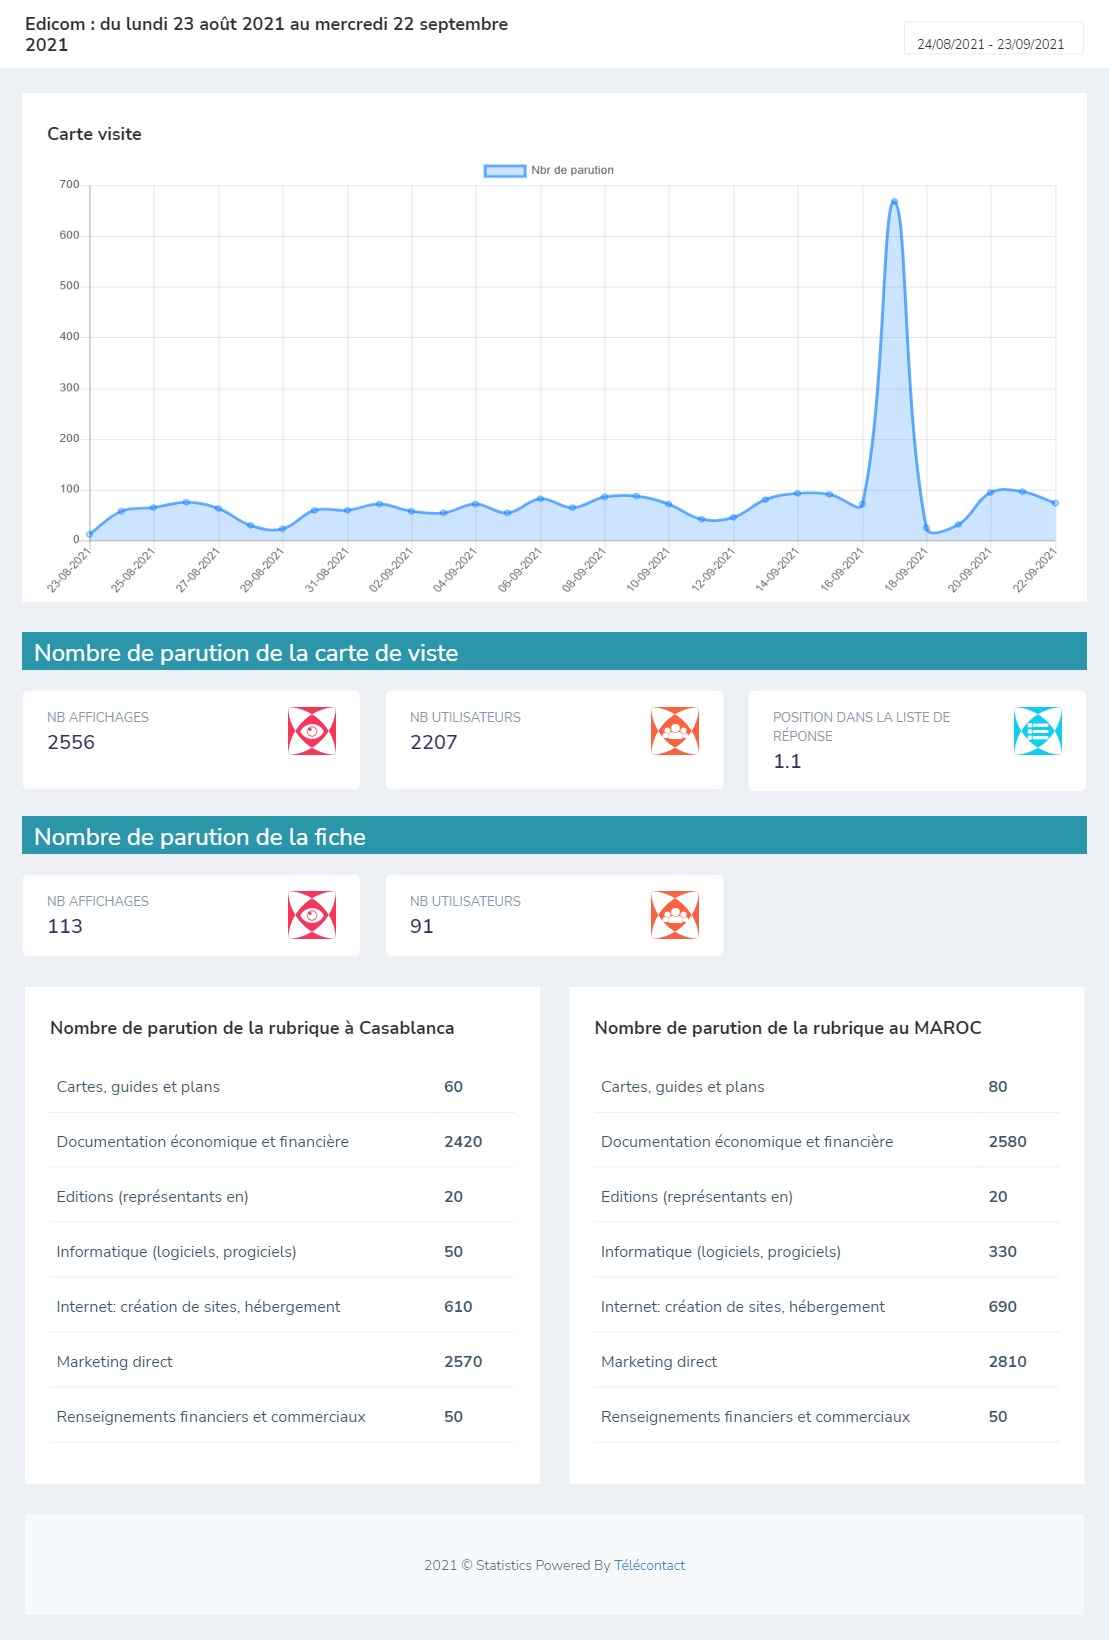 Edicom : du lundi 23 août 2021 au mercredi 22 septembre
2021
24/08/2021 - 23/09/2021
Carte visite
Nbr de parution
700
600
500
400
300
200
100
0
23-08-2021
25-08-2021
27-08-2021
29-08-2021
31-08-2021
02-09-2021
04-09-2021
06-09-2021
08-09-2021
10-09-2021
12-09-2021
14-09-2021
16-09-2021
18-09-2021
20-09-2021
22-09-2021
Nombre de parution de la carte de viste
NB AFFICHAGES
2556
NB UTILISATEURS
2207
POSITION DANS LA LISTE DE
RÉPONSE
1.1
Nombre de parution de la fiche
NB AFFICHAGES
113
NB UTILISATEURS
91
Nombre de parution de la rubrique à Casablanca
Cartes, guides et plans 60
Documentation économique et financière 2420
Editions (représentants en) 20
Informatique (logiciels, progiciels) 50
Internet: création de sites, hébergement 610
Marketing direct 2570
Renseignements financiers et commerciaux 50
Nombre de parution de la rubrique au MAROC
Cartes, guides et plans 80
Documentation économique et financière 2580
Editions (représentants en) 20
Informatique (logiciels, progiciels) 330
Internet: création de sites, hébergement 690
Marketing direct 2810
Renseignements financiers et commerciaux 50
2021 © Statistics Powered By Télécontact